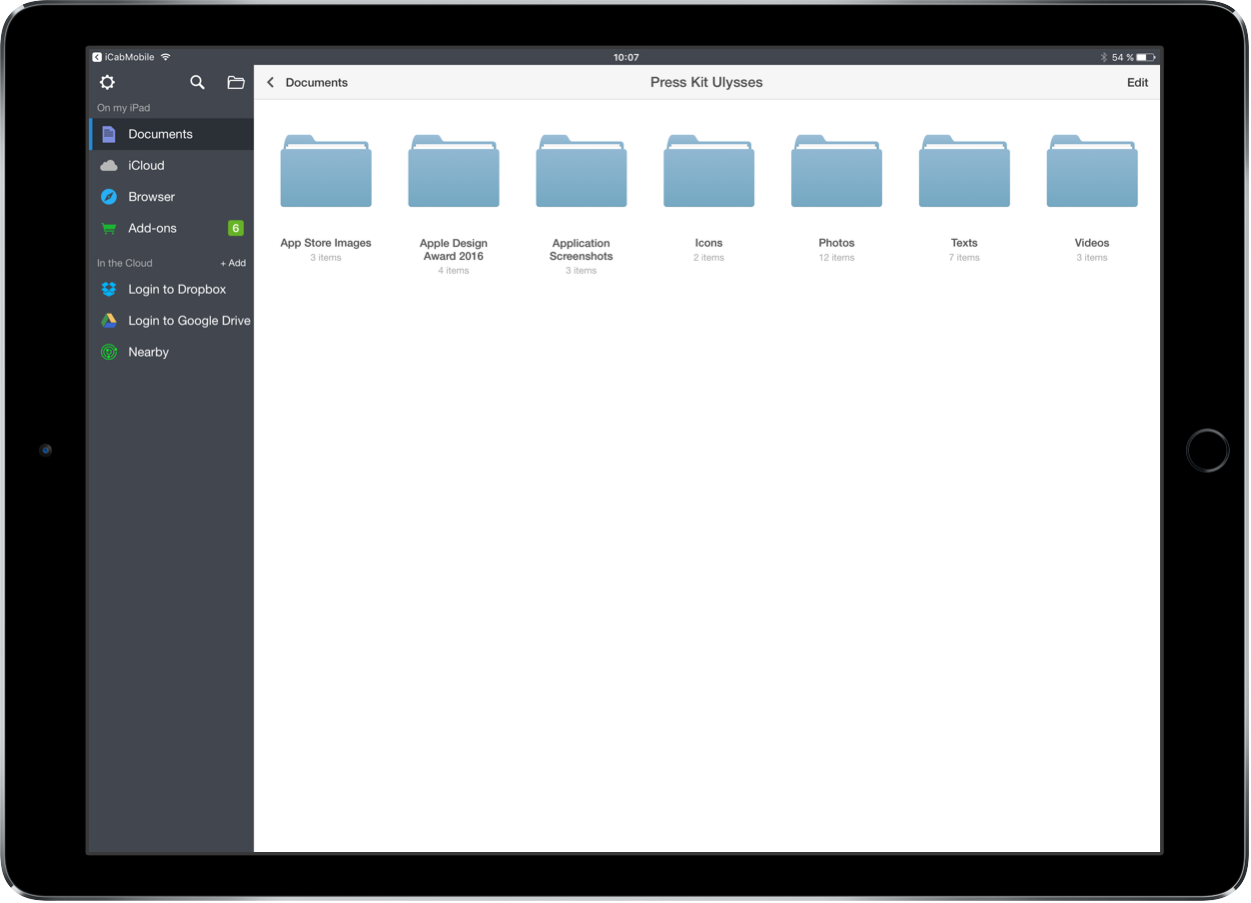 iCabMobile
10:07
54 %
Documents
Press Kit Ulysses
Edit
On my iPad
Documents
iCloud
Browser
Add-ons 6
In the Cloud + Add
Login to Dropbox
Login to Google Drive
Nearby
App Store Images
3 items
Apple Design
Award 2016
4 items
Application
Screenshots
3 items
Icons
2 items
Photos
12 items
Texts
7 items
Videos
3 items